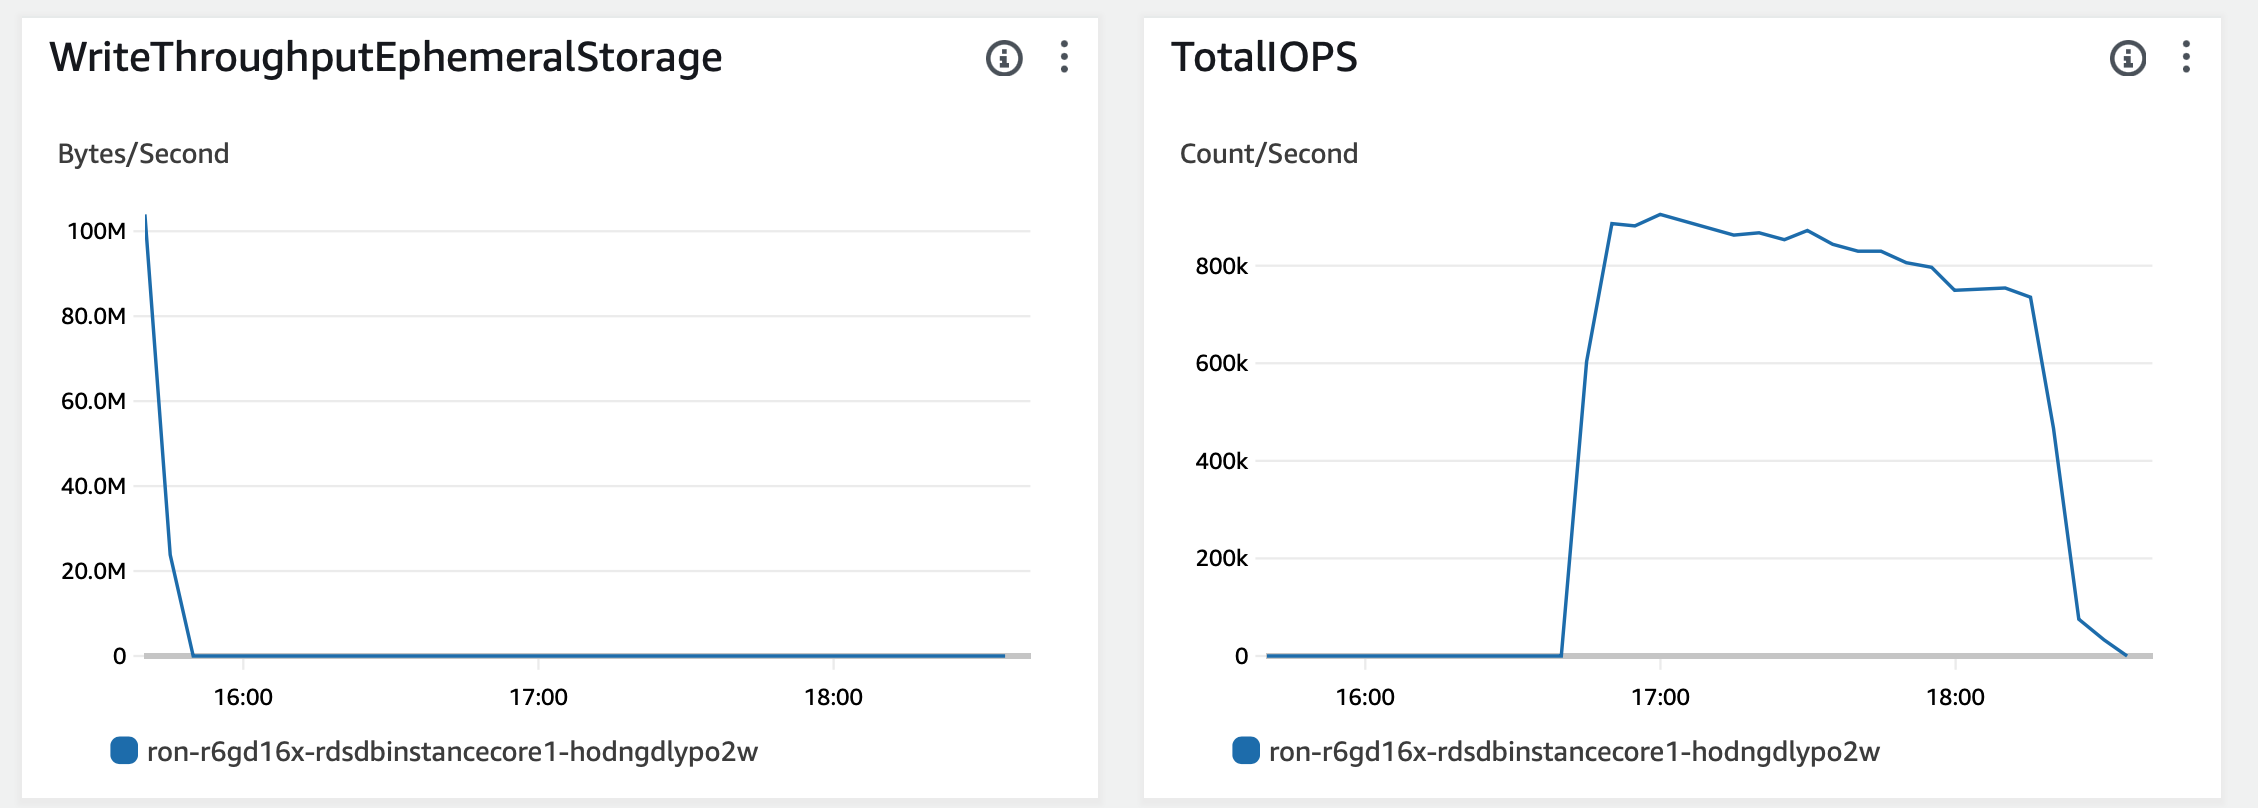 WriteThroughputEphemeralStorage
Bytes/Second
100M
80.0M
60.0M
40.0M
20.0M
0
16:00 17:00 18:00
ron-r6gd16x-rdsdbinstancecore1-hodngdlypo2w
TotalIOPS
Count/Second
800k
600k
400k
200k
0
16:00 17:00 18:00
ron-r6gd16x-rdsdbinstancecore1-hodngdlypo2w